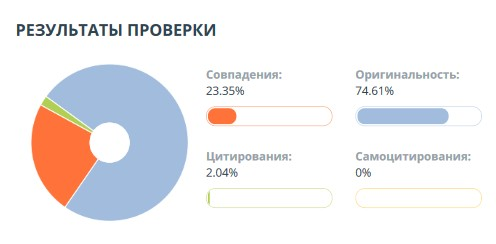 РЕЗУЛЬТАТЫ ПРОВЕРКИ
Совпадения:
23.35%
Оригинальность:
74.61%
Цитирования:
2.04%
Самоцитирования:
0%